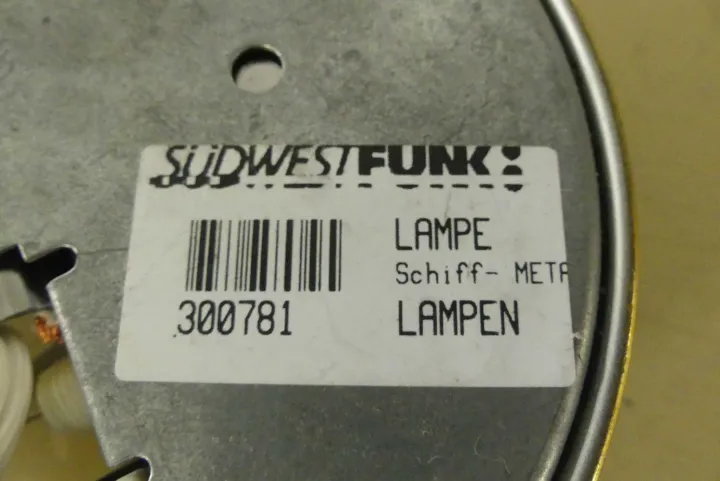 SüDWESTFUNK:
LAMPE
Schiff- META
300781 LAMPEN